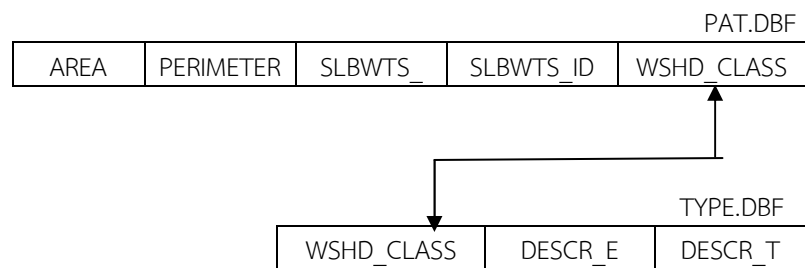 PAT.DBF
AREA PERIMETER SLBWTS_ SLBWTS_ID WSHD_CLASS
TYPE.DBF
WSHD_CLASS DESCR_E DESCR_T